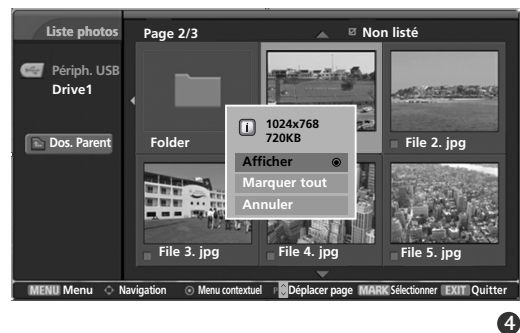 Liste photos
Page 2/3
Non listé
Périph. USB
Drive1
Dos. Parent
Folder
1024x768
720KB
Afficher
Marquer tout
Annuler
File 2. jpg
File 3. jpg
File 4. jpg
File 5. jpg
MENU Menu Navigation Menu contextuel P Déplacer page MARK Sélectionner EXIT Quitter
4